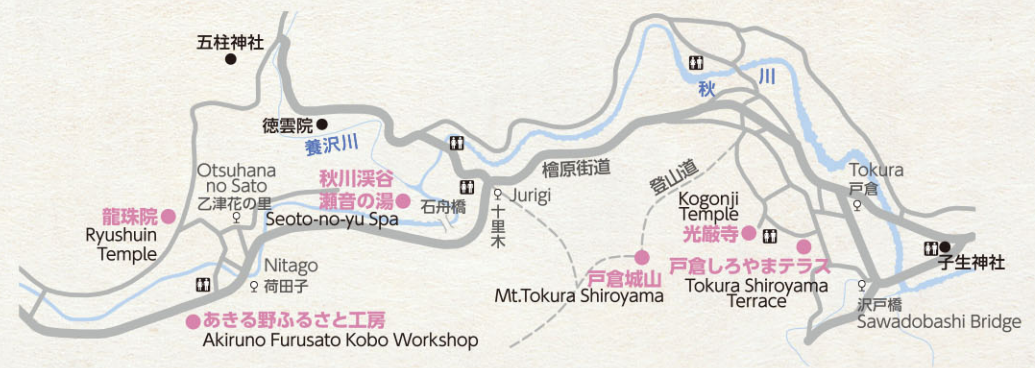 五柱神社
徳雲院
養沢川
Otsuhana
no Sato
乙津花の里
秋川渓谷
瀬音の湯
Seoto-no-yu Spa
石舟橋
龍珠院
Ryushuin
Temple
Nitago
荷田子
あきる野ふるさと工房
Akiruno Furusato Kobo Workshop
Jurigi
十里木
檜原街道
登山道
秋川
戸倉城山
Mt.Tokura Shiroyama
Kogonji
Temple
光厳寺
戸倉しろやまテラス
Tokura Shiroyama
Terrace
Tokura
戸倉
子生神社
沢戸橋
Sawadobashi Bridge